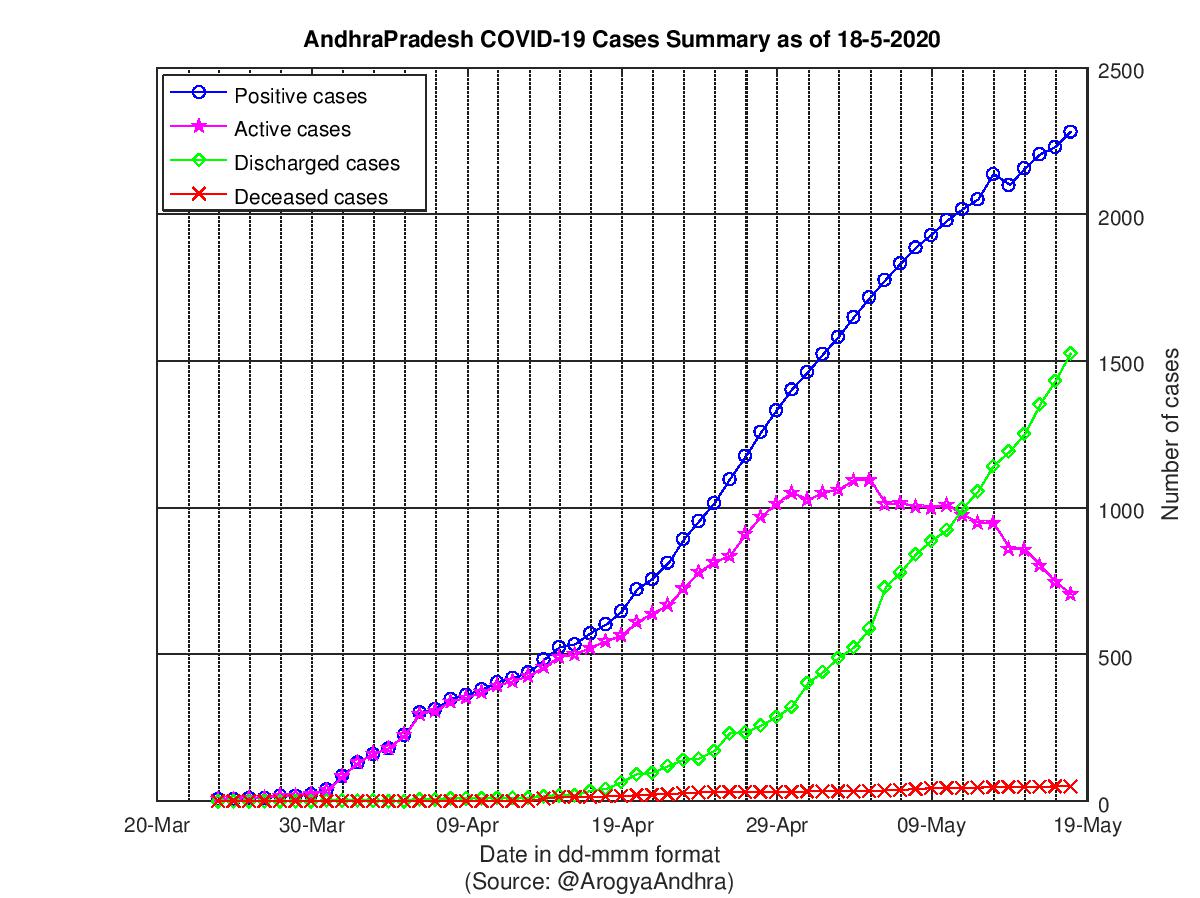 AndhraPradesh COVID-19 Cases Summary as of 18-5-2020
Positive cases
Active cases
Discharged cases
Deceased cases
2500
2000
1500
1000
500
0
Number of cases
20-Mar 30-Mar 09-Apr 19-Apr 29-Apr 09-May 19-May
Date in dd-mmm format
(Source: @ArogyaAndhra)